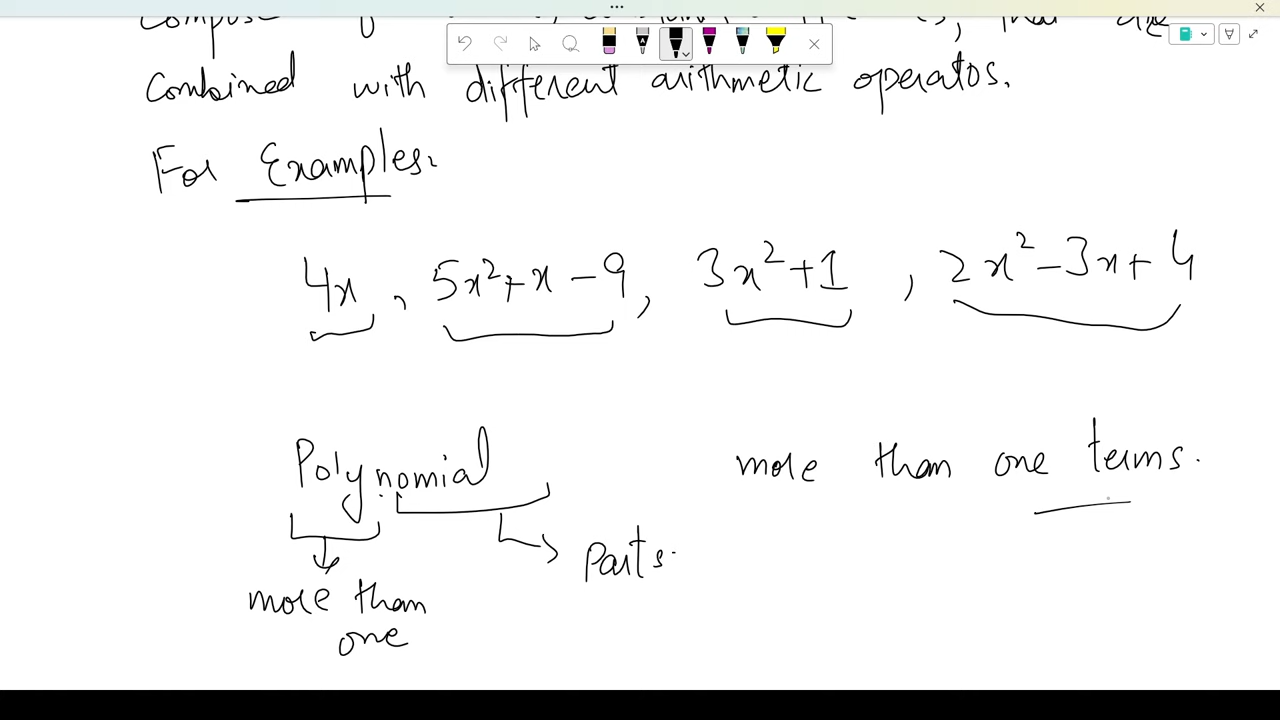 combined with different arithmetic operatos.
For Examples:
4x, 5x²+x-9, 3x²+1, 2x²-3x+4
Polynomial more than one terms.
parts.
more than
one